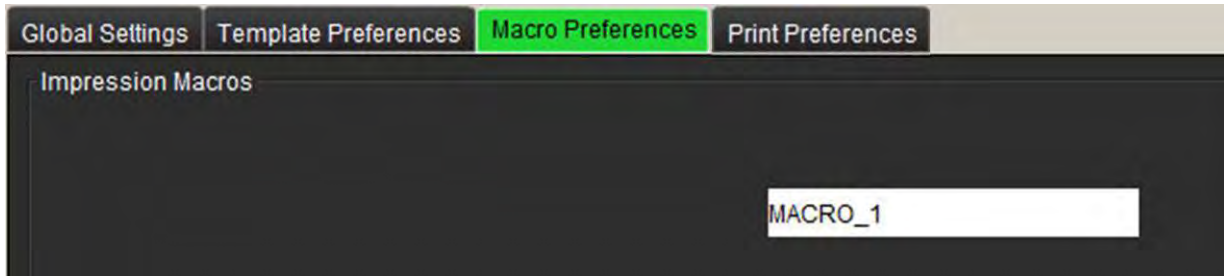 Global Settings Template Preferences Macro Preferences Print Preferences
Impression Macros
MACRO_1